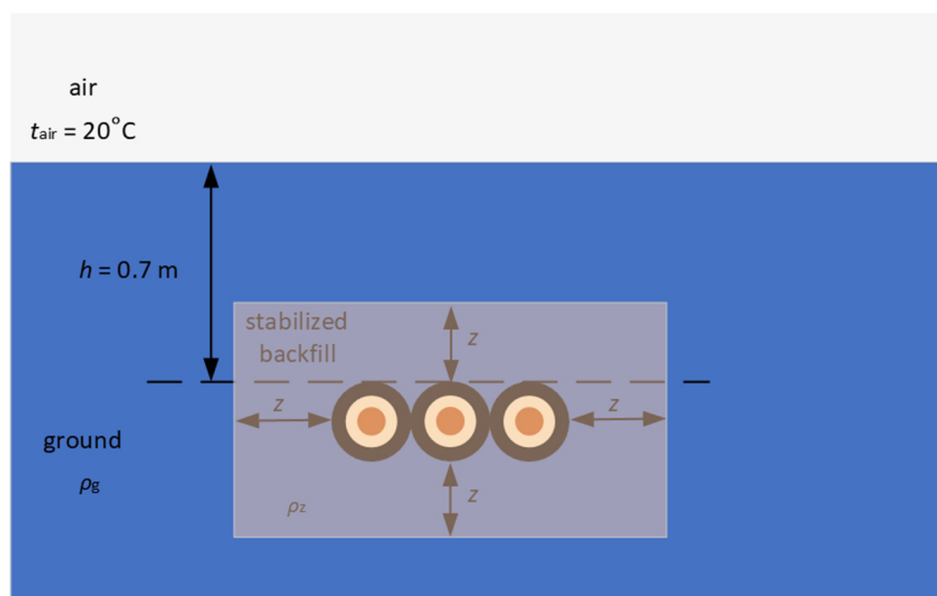 air
tair = 20°C
h = 0.7 m
stabilized
backfill
z
z
z
ground
ρg
ρz
z